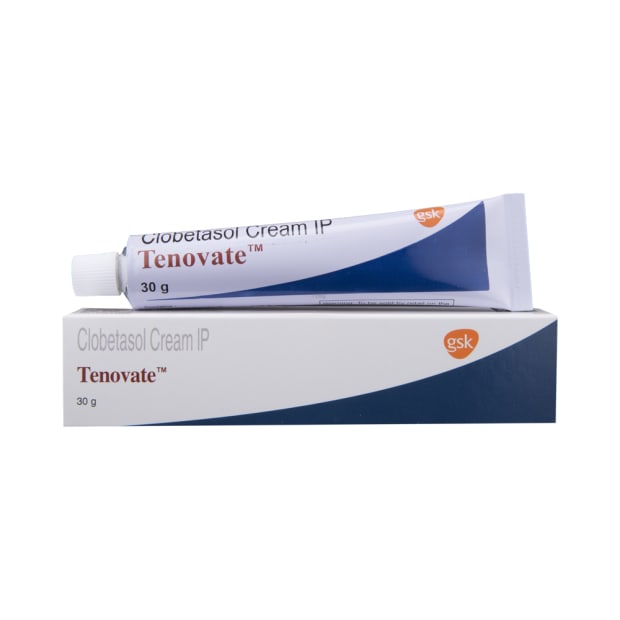 Clobetasol Cream IP
Tenovate™
30 g
gsk
Clobetasol Cream IP
Tenovate™
30 g
gsk